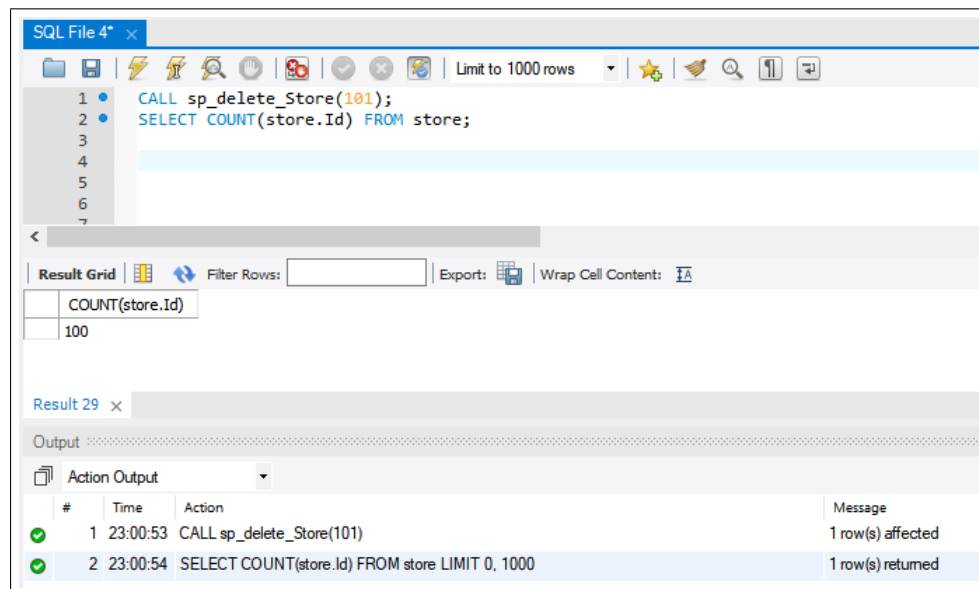 SQL File 4*
Limit to 1000 rows
1 CALL sp_delete_Store(101);
2 SELECT COUNT(store.Id) FROM store;
3
4
5
6
7
Result Grid Filter Rows: Export: Wrap Cell Content: IA
COUNT(store.Id)
100
Result 29
Output
Action Output
# Time Action Message
1 23:00:53 CALL sp_delete_Store(101) 1 row(s) affected
2 23:00:54 SELECT COUNT(store.Id) FROM store LIMIT 0, 1000 1 row(s) returned